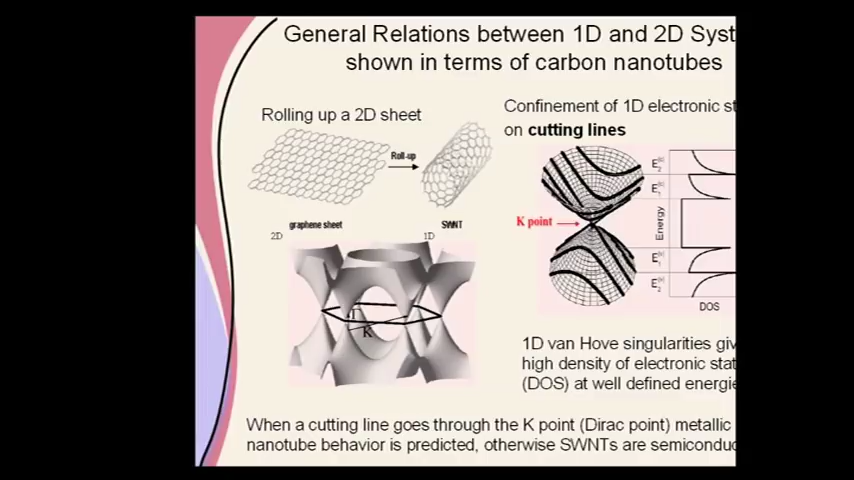 General Relations between 1D and 2D Syst
shown in terms of carbon nanotubes
Rolling up a 2D sheet
Roll-up
graphene sheet
SWNT
2D
1D
K
Confinement of 1D electronic st
on cutting lines
K point
Energy
DOS
1D van Hove singularities giv
high density of electronic stat
(DOS) at well defined energie
When a cutting line goes through the K point (Dirac point) metallic
nanotube behavior is predicted, otherwise SWNTs are semiconduc